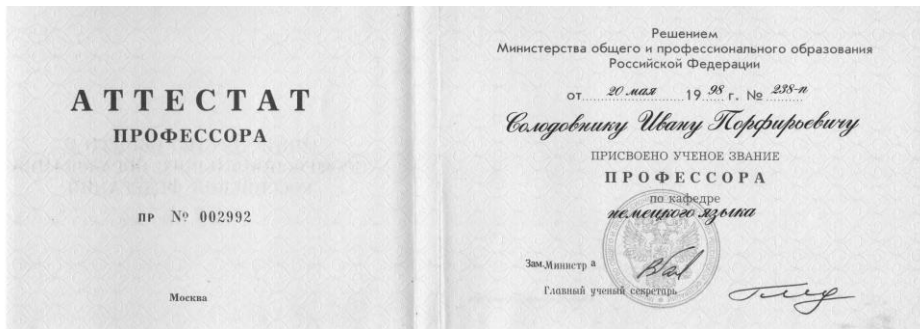 АТТЕСТАТ
ПРОФЕССОРА
ПР № 002992
Москва
Решением
Министерства общего и профессионального образования
Российской Федерации
от 20 мая 19 98 г. № 238-п
Солодовнику Ивану Порфирьевичу
ПРИСВОЕНО УЧЕНОЕ ЗВАНИЕ
ПРОФЕССОРА
по кафедре
немецкого языка
Зам.Министр а
Главный ученый секретарь